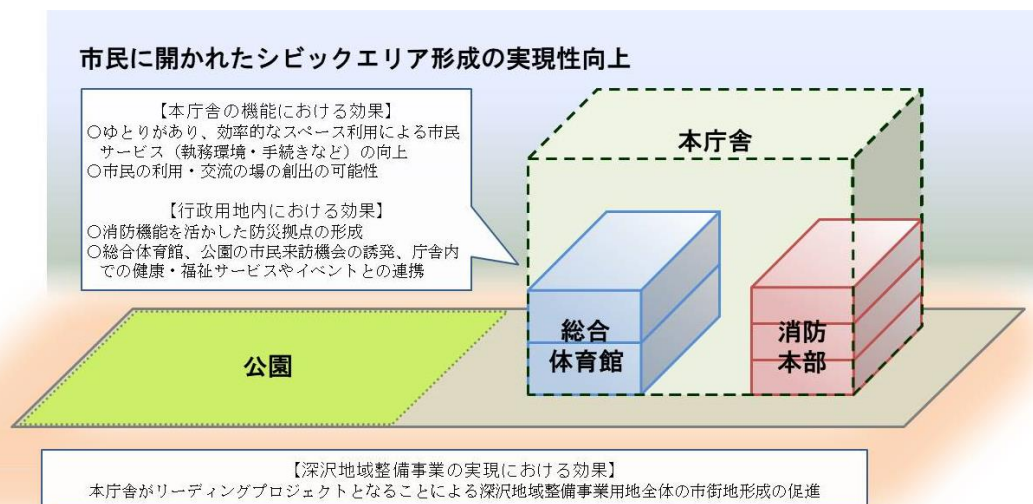 市民に開かれたシビックエリア形成の実現性向上
【本庁舎の機能における効果】
○ゆとりがあり、効率的なスペース利用による市民
サービス（執務環境・手続きなど）の向上
○市民の利用・交流の場の創出の可能性
【行政用地内における効果】
○消防機能を活かした防災拠点の形成
○総合体育館、公園の市民来訪機会の誘発、庁舎内
での健康・福祉サービスやイベントとの連携
本庁舎
総合
体育館
消防
本部
公園
【深沢地域整備事業の実現における効果】
本庁舎がリーディングプロジェクトとなることによる深沢地域整備事業用地全体の市街地形成の促進